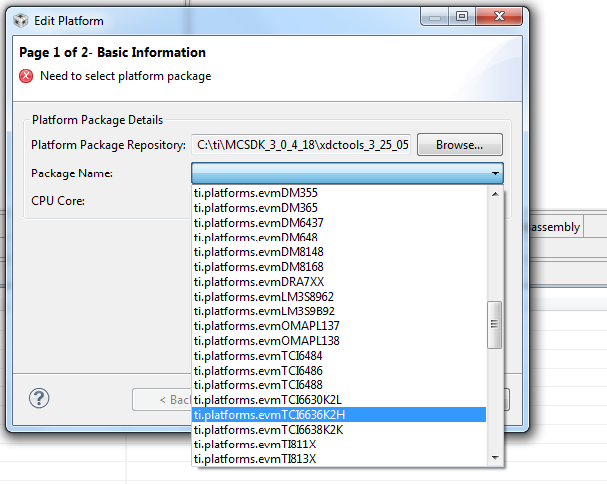 Edit Platform
Page 1 of 2- Basic Information
Need to select platform package
Platform Package Details
Platform Package Repository: C:\ti\MCSDK_3_0_4_18\xdctools_3_25_05 Browse...
Package Name:
CPU Core:
ti.platforms.evmDM355
ti.platforms.evmDM365
ti.platforms.evmDM6437
ti.platforms.evmDM648
ti.platforms.evmDM8148
ti.platforms.evmDM8168
ti.platforms.evmDRA7XX
ti.platforms.evmLM3S8962
ti.platforms.evmLM3S9B92
ti.platforms.evmOMAPL137
ti.platforms.evmOMAPL138
ti.platforms.evmTCI6484
ti.platforms.evmTCI6486
ti.platforms.evmTCI6488
ti.platforms.evmTCI6630K2L
ti.platforms.evmTCI6636K2H
ti.platforms.evmTCI6638K2K
ti.platforms.evmTI811X
ti.platforms.evmTI813X
assembly
? < Bac